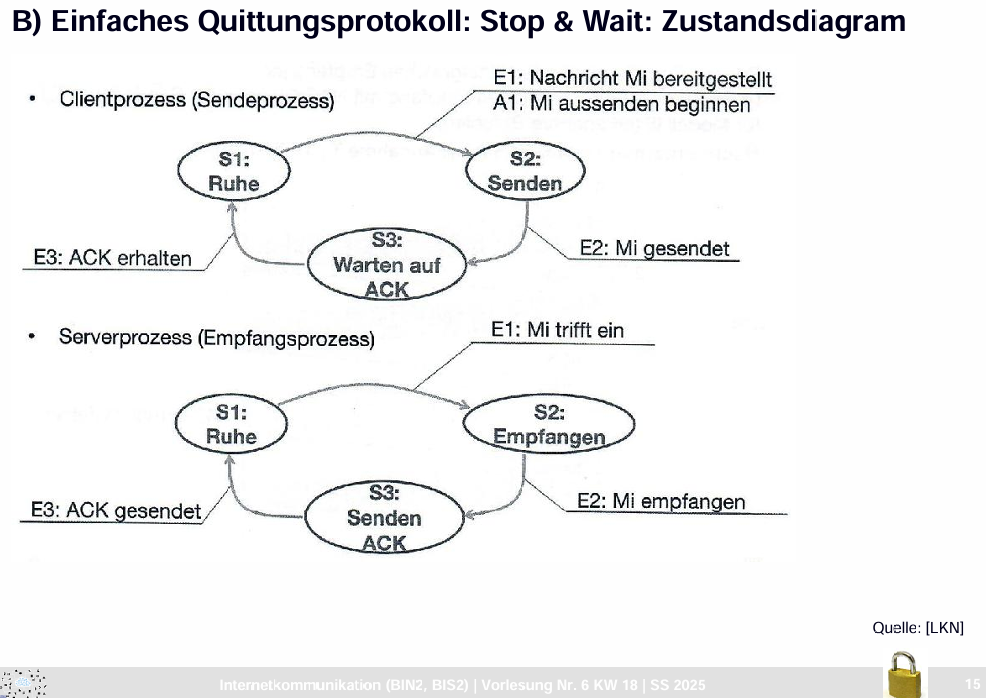 B) Einfaches Quittungsprotokoll: Stop & Wait: Zustandsdiagram
• Clientprozess (Sendeprozess)
E1: Nachricht Mi bereitgestellt
A1: Mi aussenden beginnen
S1:
Ruhe
S2:
Senden
E3: ACK erhalten
S3:
Warten auf
ACK
E2: Mi gesendet
• Serverprozess (Empfangsprozess)
E1: Mi trifft ein
S1:
Ruhe
S2:
Empfangen
E3: ACK gesendet
S3:
Senden
ACK
E2: Mi empfangen
Quelle: [LKN]
Internetkommunikation (BIN2, BIS2) | Vorlesung Nr. 6 KW 18 | SS 2025
15